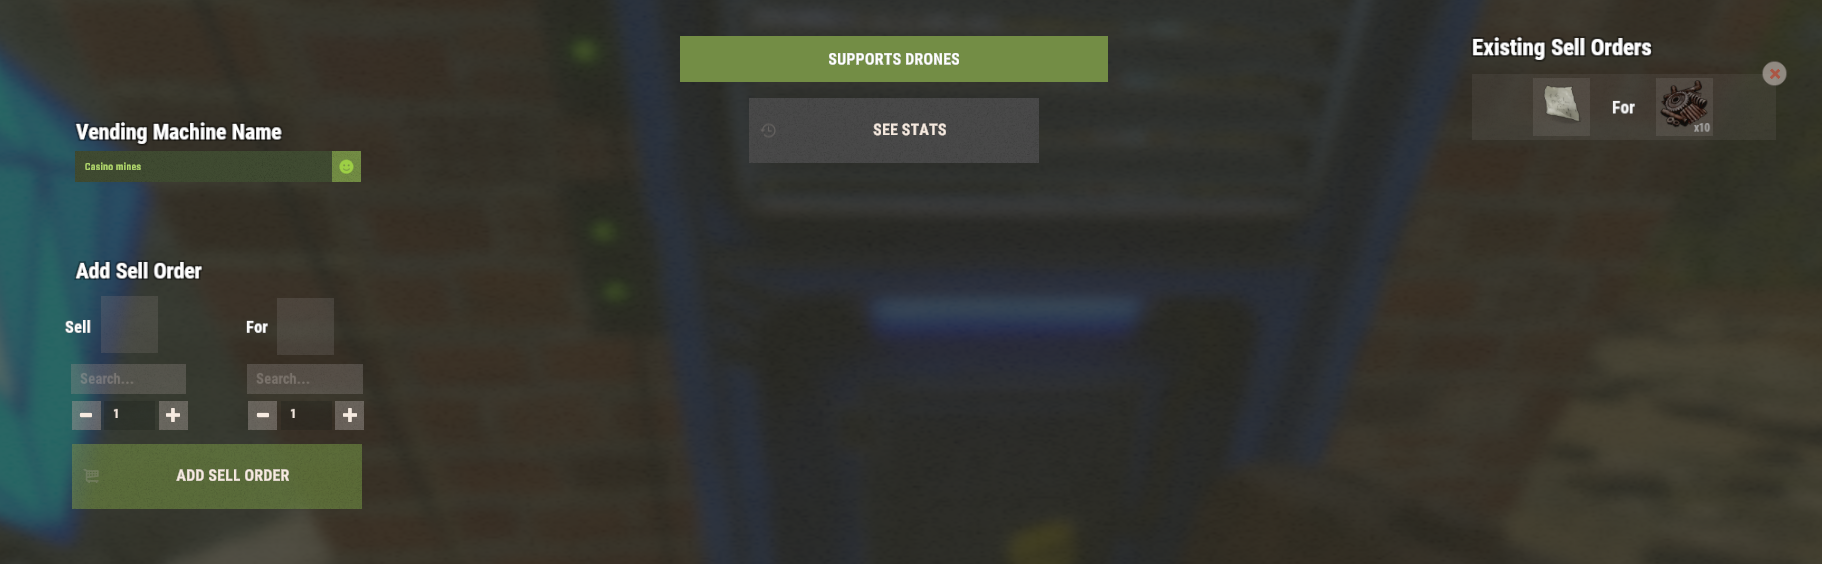 SUPPORTS DRONES
SEE STATS
Existing Sell Orders
For
x10
Vending Machine Name
Casino mines
Add Sell Order
Sell
For
Search...
Search...
1
1
ADD SELL ORDER